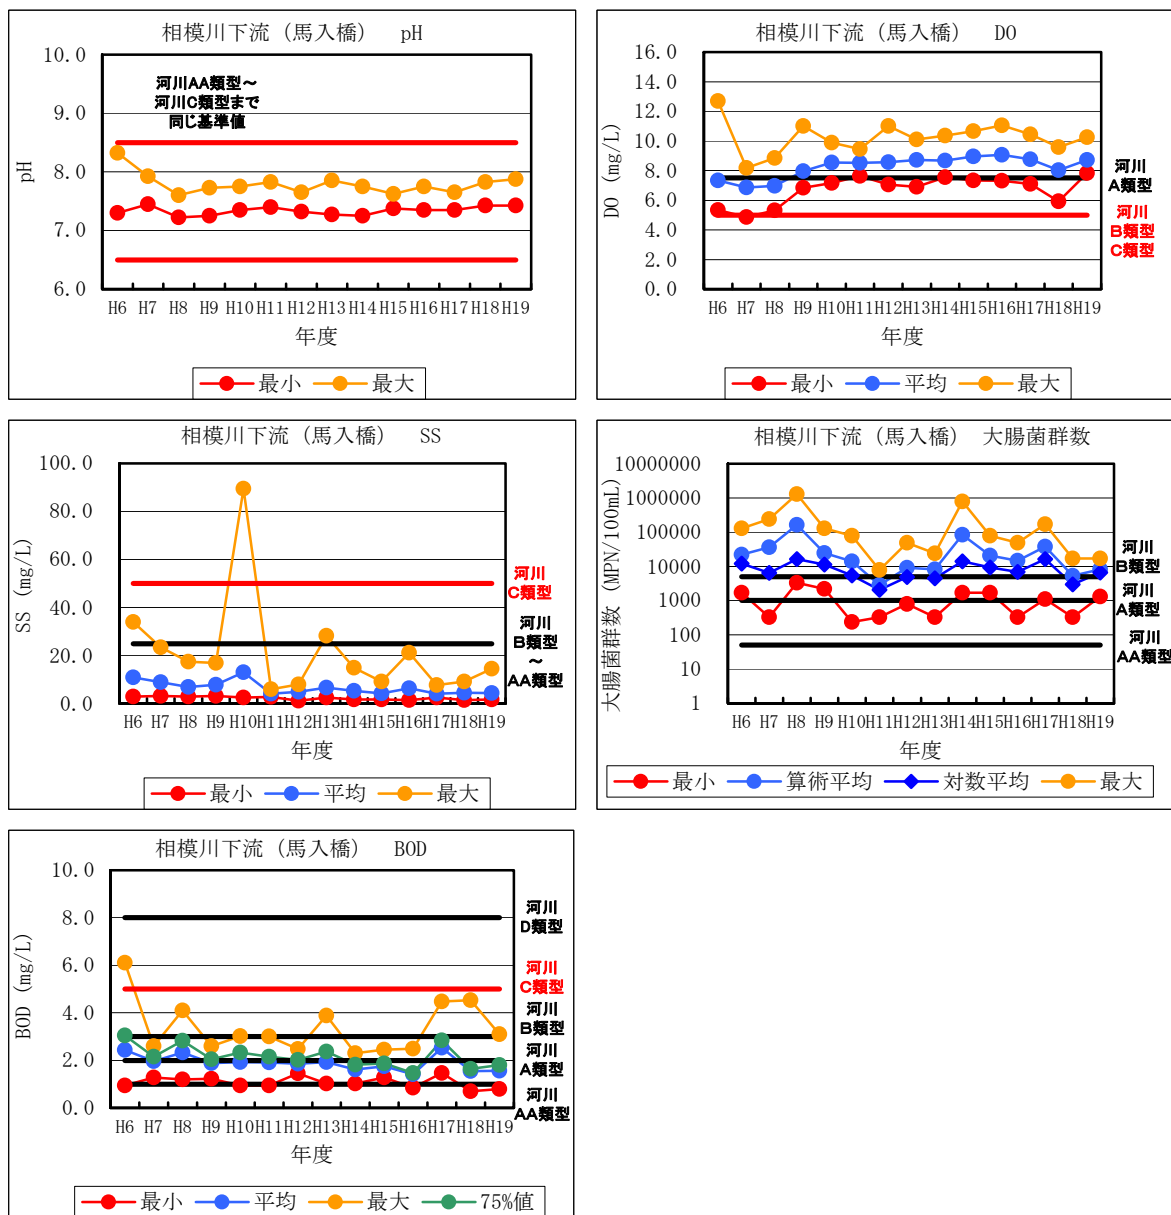 相模川下流（馬入橋）　pH
10.0
9.0
8.0
7.0
6.0
pH
河川AA類型～
河川C類型まで
同じ基準値
H6 H7 H8 H9 H10 H11 H12 H13 H14 H15 H16 H17 H18 H19
年度
最小 最大
相模川下流（馬入橋）　DO
16.0
14.0
12.0
10.0
8.0
6.0
4.0
2.0
0.0
DO (mg/L)
河川
A類型
河川
B類型
C類型
H6 H7 H8 H9 H10 H11 H12 H13 H14 H15 H16 H17 H18 H19
年度
最小 平均 最大
相模川下流（馬入橋）　SS
100.0
80.0
60.0
40.0
20.0
0.0
SS (mg/L)
河川
C類型
河川
B類型
～
AA類型
H6 H7 H8 H9 H10 H11 H12 H13 H14 H15 H16 H17 H18 H19
年度
最小 平均 最大
相模川下流（馬入橋）　大腸菌群数
10000000
1000000
100000
10000
1000
100
10
1
大腸菌群数 (MPN/100mL)
河川
B類型
河川
A類型
河川
AA類型
H6 H7 H8 H9 H10 H11 H12 H13 H14 H15 H16 H17 H18 H19
年度
最小 算術平均 対数平均 最大
相模川下流（馬入橋）　BOD
10.0
8.0
6.0
4.0
2.0
0.0
BOD (mg/L)
河川
D類型
河川
C類型
河川
B類型
河川
A類型
河川
AA類型
H6 H7 H8 H9 H10 H11 H12 H13 H14 H15 H16 H17 H18 H19
年度
最小 平均 最大 75%値